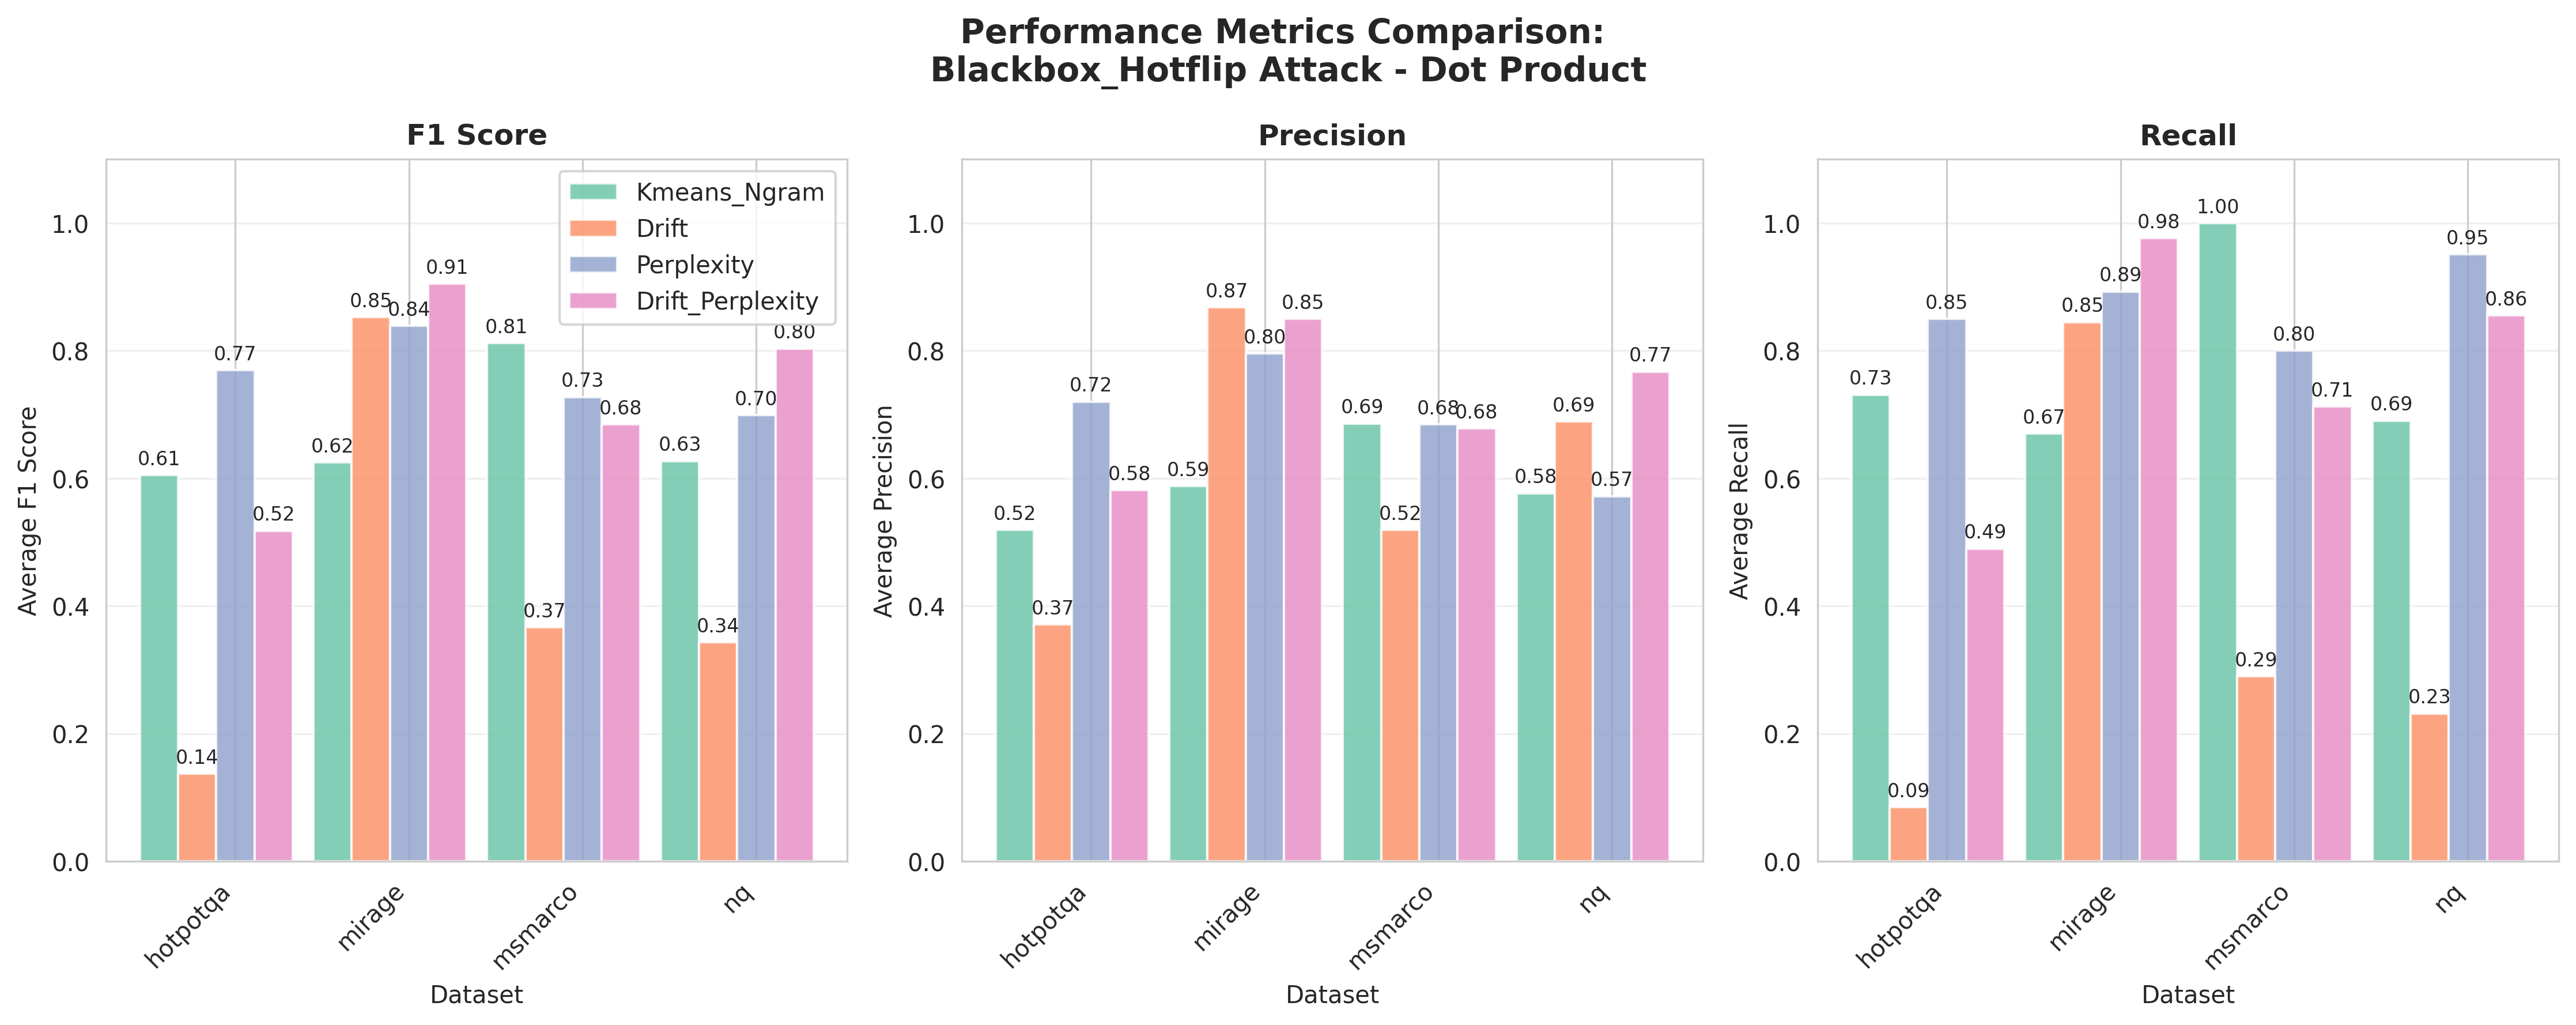 Performance Metrics Comparison:
Blackbox_Hotflip Attack - Dot Product
F1 Score
Average F1 Score
1.0
0.8
0.6
0.4
0.2
0.0
Kmeans_Ngram
Drift
Perplexity
Drift_Perplexity
0.61
0.14
0.77
0.52
0.62
0.85
0.84
0.91
0.81
0.37
0.73
0.68
0.63
0.34
0.70
0.80
hotpotqa
mirage
msmarco
nq
Dataset
Precision
Average Precision
1.0
0.8
0.6
0.4
0.2
0.0
0.52
0.37
0.72
0.58
0.59
0.87
0.80
0.85
0.69
0.52
0.68
0.68
0.58
0.69
0.57
0.77
hotpotqa
mirage
msmarco
nq
Dataset
Recall
Average Recall
1.0
0.8
0.6
0.4
0.2
0.0
0.73
0.09
0.85
0.49
0.67
0.85
0.89
0.98
1.00
0.29
0.80
0.71
0.69
0.23
0.95
0.86
hotpotqa
mirage
msmarco
nq
Dataset